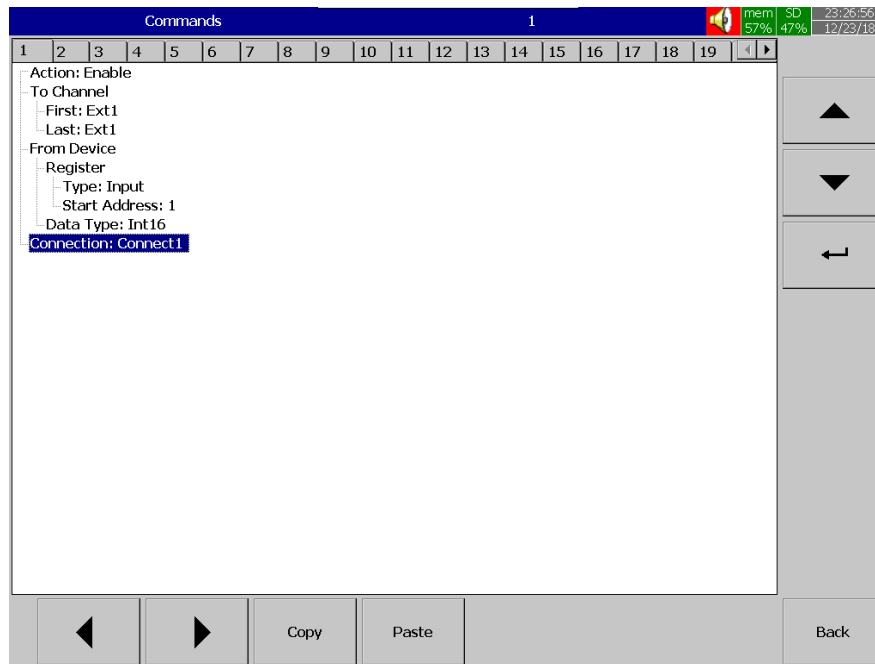 Commands 1 mem 57% SD 47% 23:26:56 12/23/18
1 2 3 4 5 6 7 8 9 10 11 12 13 14 15 16 17 18 19
Action: Enable
To Channel
First: Ext1
Last: Ext1
From Device
Register
Type: Input
Start Address: 1
Data Type: Int16
Connection: Connect1
Copy Paste Back